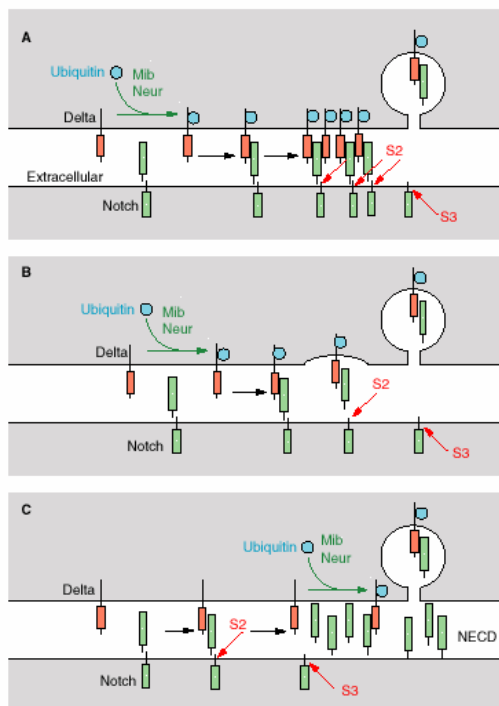 A
Ubiquitin
Mib
Neur
Delta
S2
Extracellular
Notch
S3
B
Ubiquitin
Mib
Neur
Delta
S2
Notch
S3
C
Ubiquitin
Mib
Neur
Delta
S2
NECD
Notch
S3